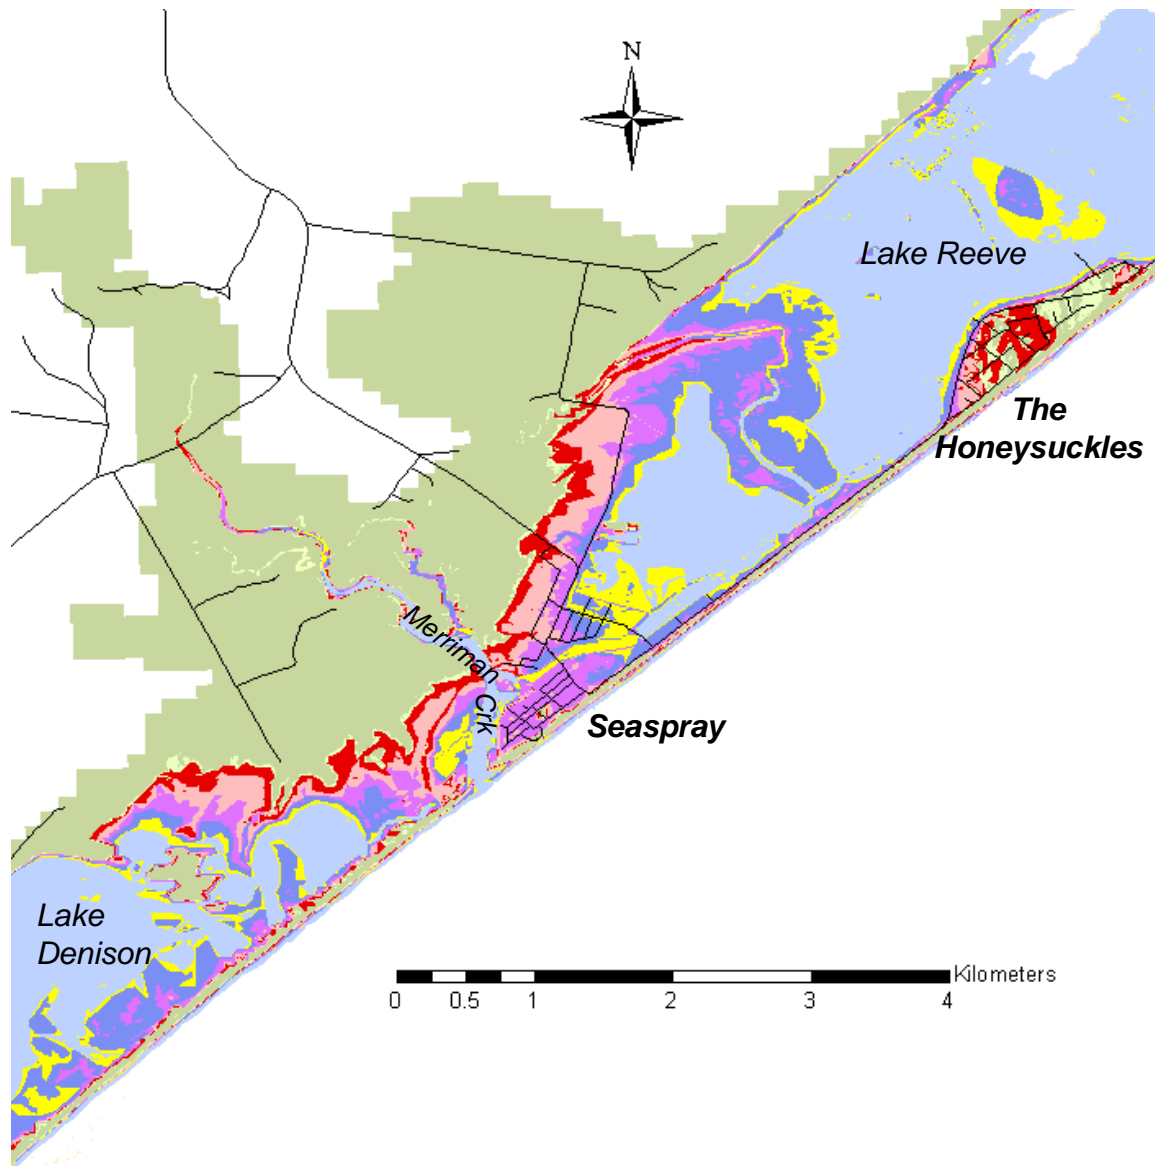 N
Lake Reeve
The
Honeysuckles
Merriman
Crk
Seaspray
Lake
Denison
Kilometers
0 0.5 1 2 3 4